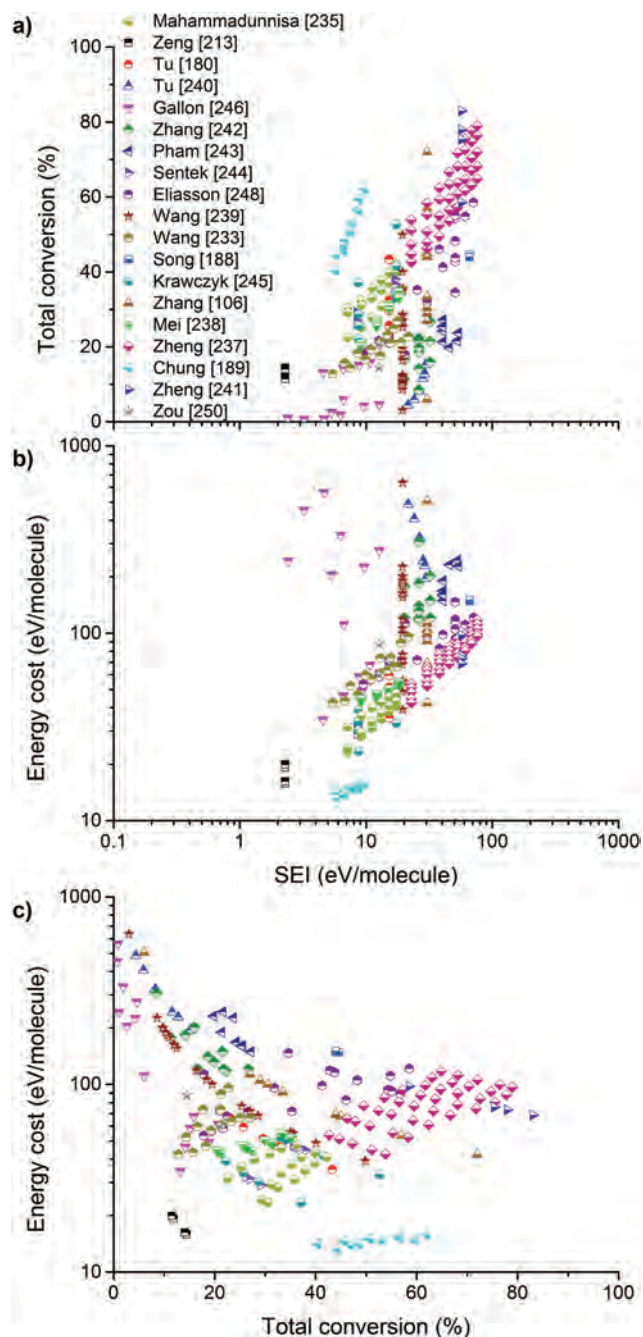 a)
Mahammadunnisa [235]
Zeng [213]
Tu [180]
Tu [240]
Gallon [246]
Zhang [242]
Pham [243]
Sentek [244]
Eliasson [248]
Wang [239]
Wang [233]
Song [188]
Krawczyk [245]
Zhang [106]
Mei [238]
Zheng [237]
Chung [189]
Zheng [241]
Zou [250]
Total conversion (%)
100
80
60
40
20
0
b)
Energy cost (eV/molecule)
1000
100
10
0.1 1 10 100 1000
SEI (eV/molecule)
c)
Energy cost (eV/molecule)
1000
100
10
0 20 40 60 80 100
Total conversion (%)